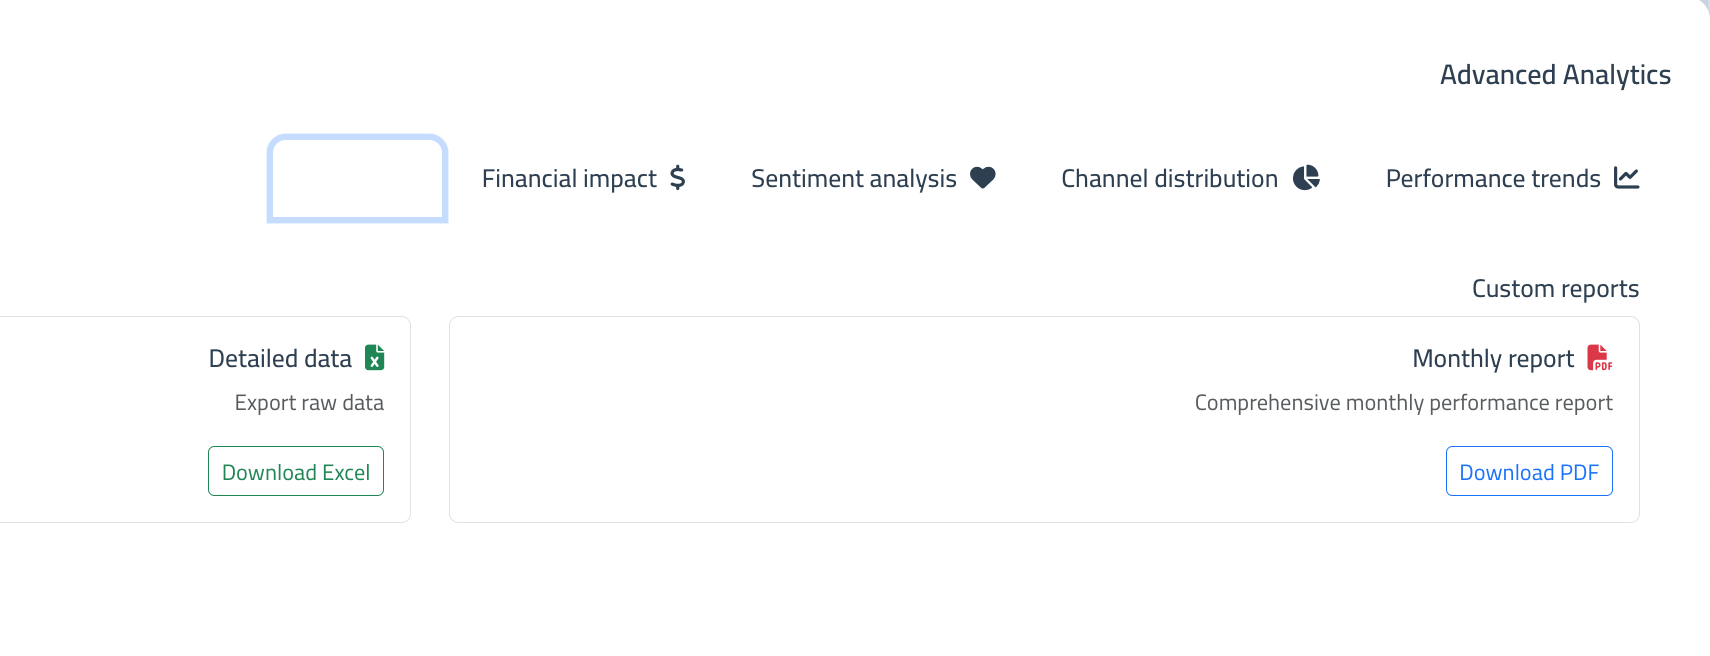 Advanced Analytics
Performance trends
Channel distribution
Sentiment analysis
Financial impact $
Custom reports
Monthly report
PDF
Comprehensive monthly performance report
Download PDF
Detailed data
X
Export raw data
Download Excel